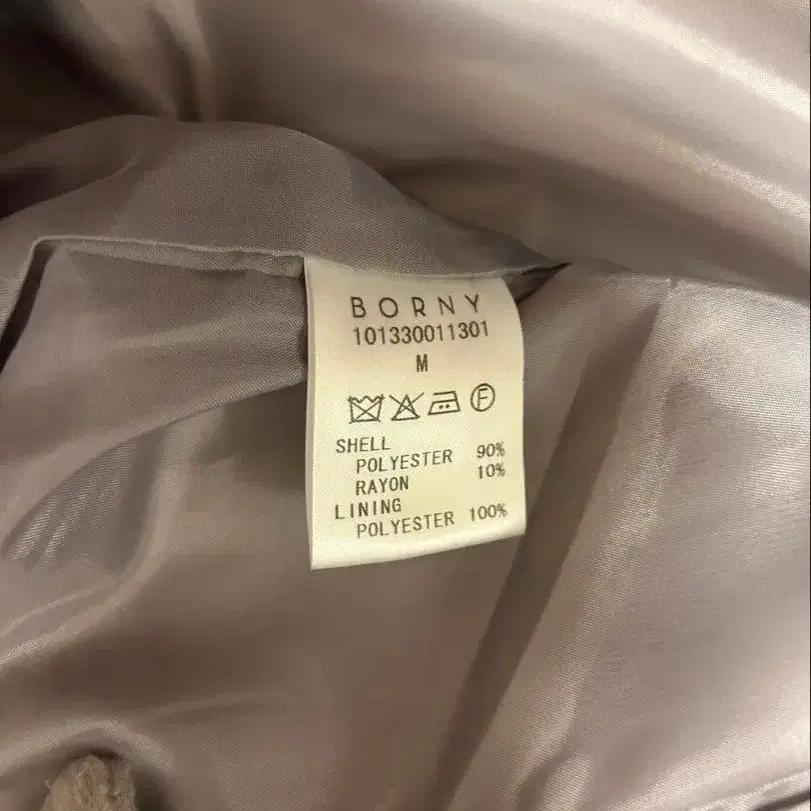 BORNY
101330011301
M
F
SHELL
POLYESTER 90%
RAYON 10%
LINING
POLYESTER 100%